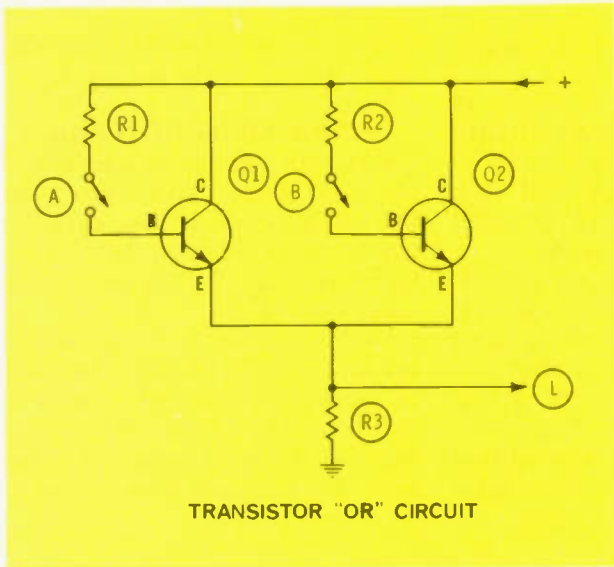 +
R1
R2
A
C
Q1
B
C
Q2
B
B
E
E
L
R3
TRANSISTOR "OR" CIRCUIT